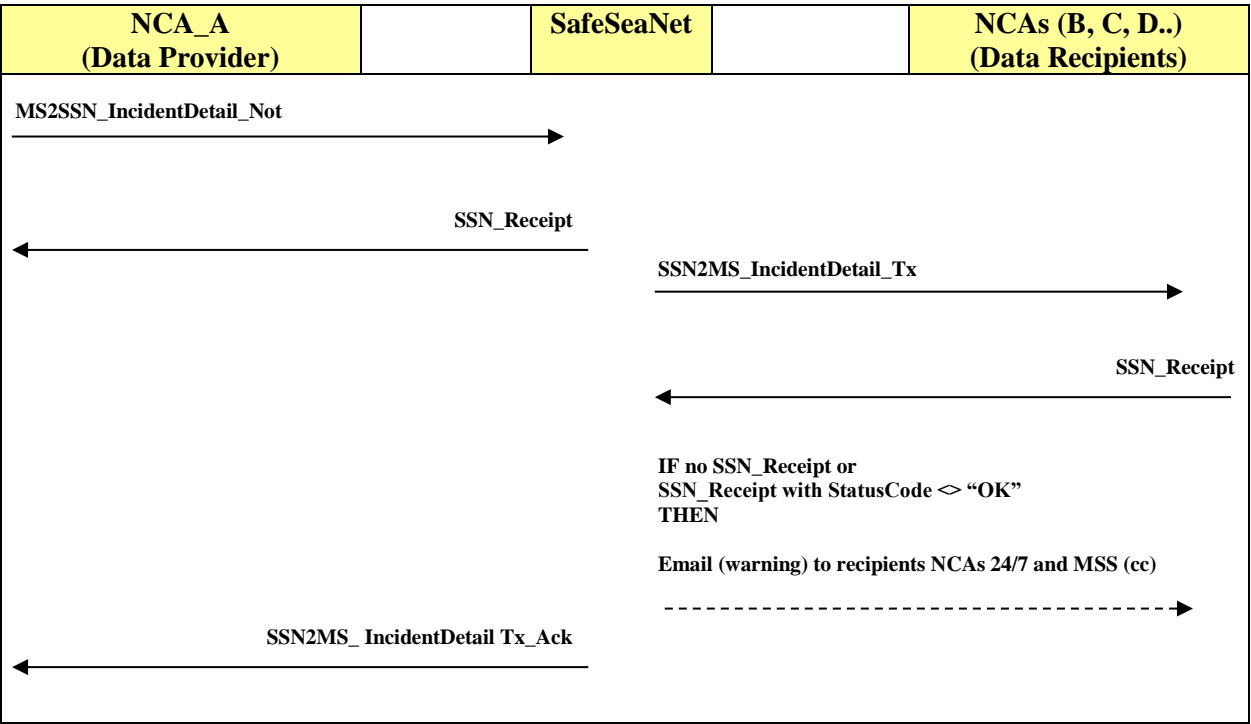 NCA_A
(Data Provider)
SafeSeaNet
NCAs (B, C, D..)
(Data Recipients)
MS2SSN_IncidentDetail_Not
SSN_Receipt
SSN2MS_IncidentDetail_Tx
SSN_Receipt
IF no SSN_Receipt or
SSN_Receipt with StatusCode <> “OK”
THEN
Email (warning) to recipients NCAs 24/7 and MSS (cc)
SSN2MS_ IncidentDetail Tx_Ack